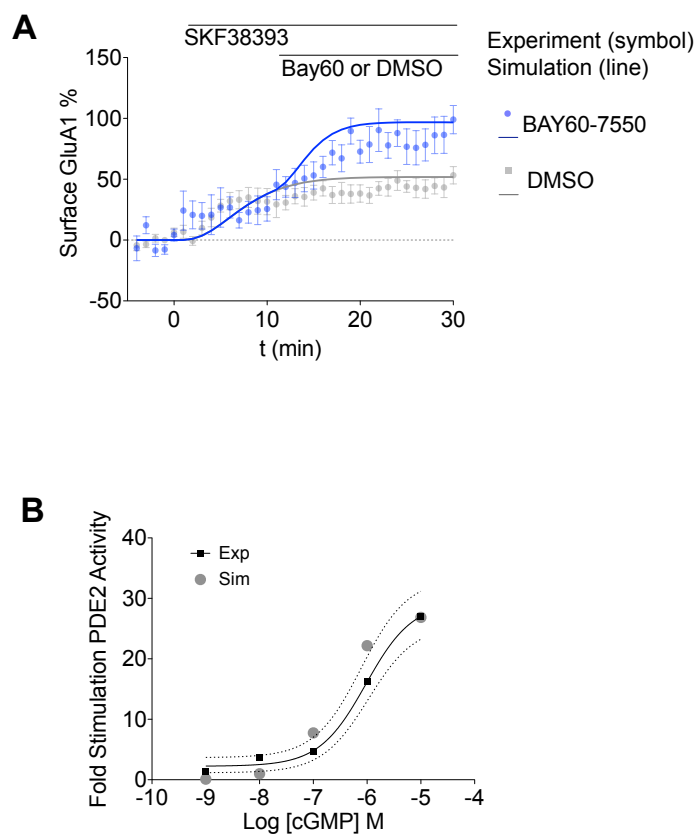 A
SKF38393
Bay60 or DMSO
Experiment (symbol)
Simulation (line)
BAY60-7550
DMSO
Surface GluA1 %
150
100
50
0
-50
0 10 20 30
t (min)
B
Fold Stimulation PDE2 Activity
40
30
20
10
0
Exp
Sim
-10 -9 -8 -7 -6 -5 -4
Log [cGMP] M